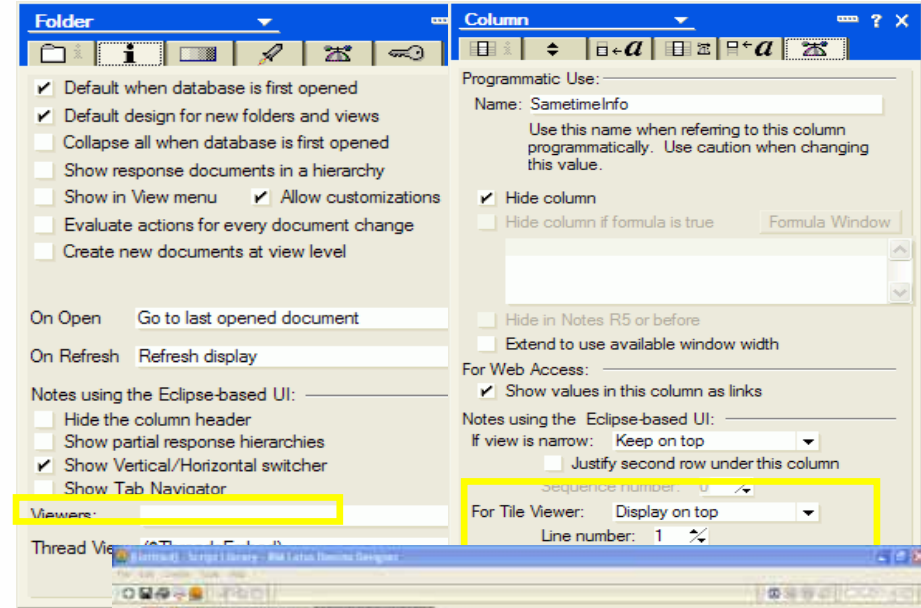 Folder
Default when database is first opened
Default design for new folders and views
Collapse all when database is first opened
Show response documents in a hierarchy
Show in View menu
Allow customizations
Evaluate actions for every document change
Create new documents at view level
On Open Go to last opened document
On Refresh Refresh display
Notes using the Eclipse-based UI:
Hide the column header
Show partial response hierarchies
Show Vertical/Horizontal switcher
Show Tab Navigator
Viewers:
Thread View
Column
Programmatic Use:
Name: SametimeInfo
Use this name when referring to this column
programmatically. Use caution when changing
this value.
Hide column
Hide column if formula is true Formula Window
Hide in Notes R5 or before
Extend to use available window width
For Web Access:
Show values in this column as links
Notes using the Eclipse-based UI:
If view is narrow: Keep on top
Justify second row under this column
Sequence number: 0
For Tile Viewer: Display on top
Line number: 1